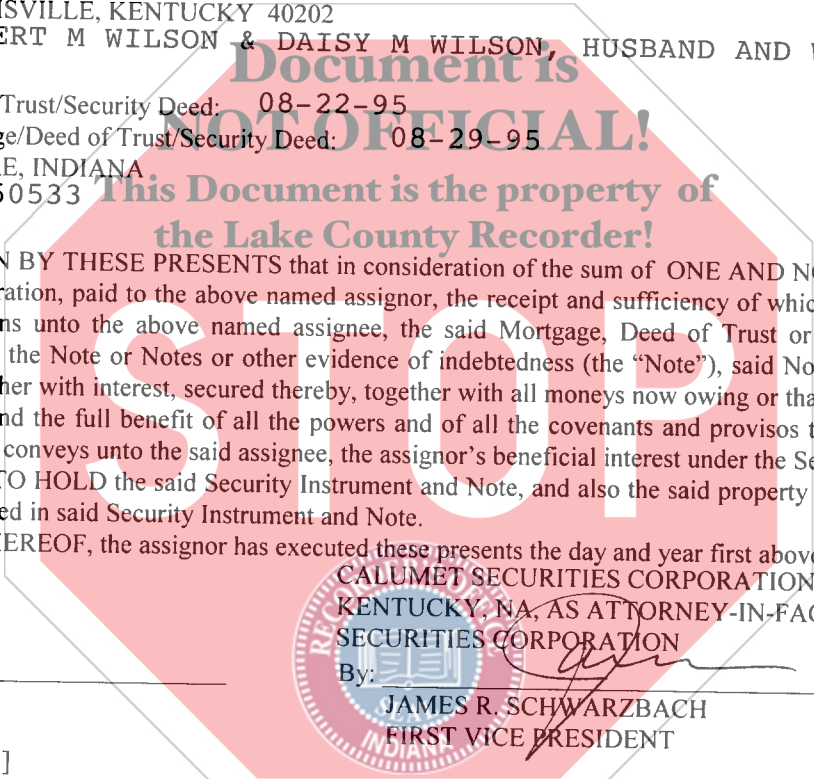 ISVILLE, KENTUCKY 40202
ERT M WILSON & DAISY M WILSON, HUSBAND AND
Document is
Trust/Security Deed: 08-22-95
NOT OFFICIAL!
ge/Deed of Trust/Security Deed: 08-29-95
E, INDIANA
50533
This Document is the property of
the Lake County Recorder!
N BY THESE PRESENTS that in consideration of the sum of ONE AND NO
ration, paid to the above named assignor, the receipt and sufficiency of whic
ns unto the above named assignee, the said Mortgage, Deed of Trust or
the Note or Notes or other evidence of indebtedness (the “Note”), said No
her with interest, secured thereby, together with all moneys now owing or tha
nd the full benefit of all the powers and of all the covenants and provisos t
conveys unto the said assignee, the assignor's beneficial interest under the Se
TO HOLD the said Security Instrument and Note, and also the said property
ed in said Security Instrument and Note.
EREOF, the assignor has executed these presents the day and year first above
STOP
CALUMET SECURITIES CORPORATION
KENTUCKY, NA, AS ATTORNEY-IN-FAC
SECURITIES CORPORATION
By:
JAMES R. SCHWARZBACH
FIRST VICE PRESIDENT
SEAL
INDIANA
]